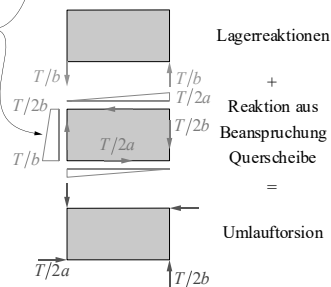 Lagerreaktionen
T/b
T/b
+
T/2a
T/2b
Reaktion aus
T/2b
Beanspruchung
T/2a
T/b
Querscheibe
=
Umlauftorsion
T/2a
T/2b